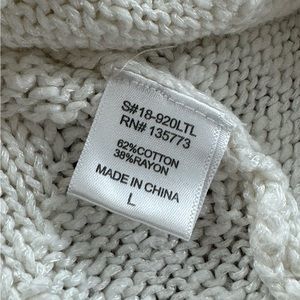 S#18-920LTL
RN# 135773
62%COTTON
38%RAYON
MADE IN CHINA
L